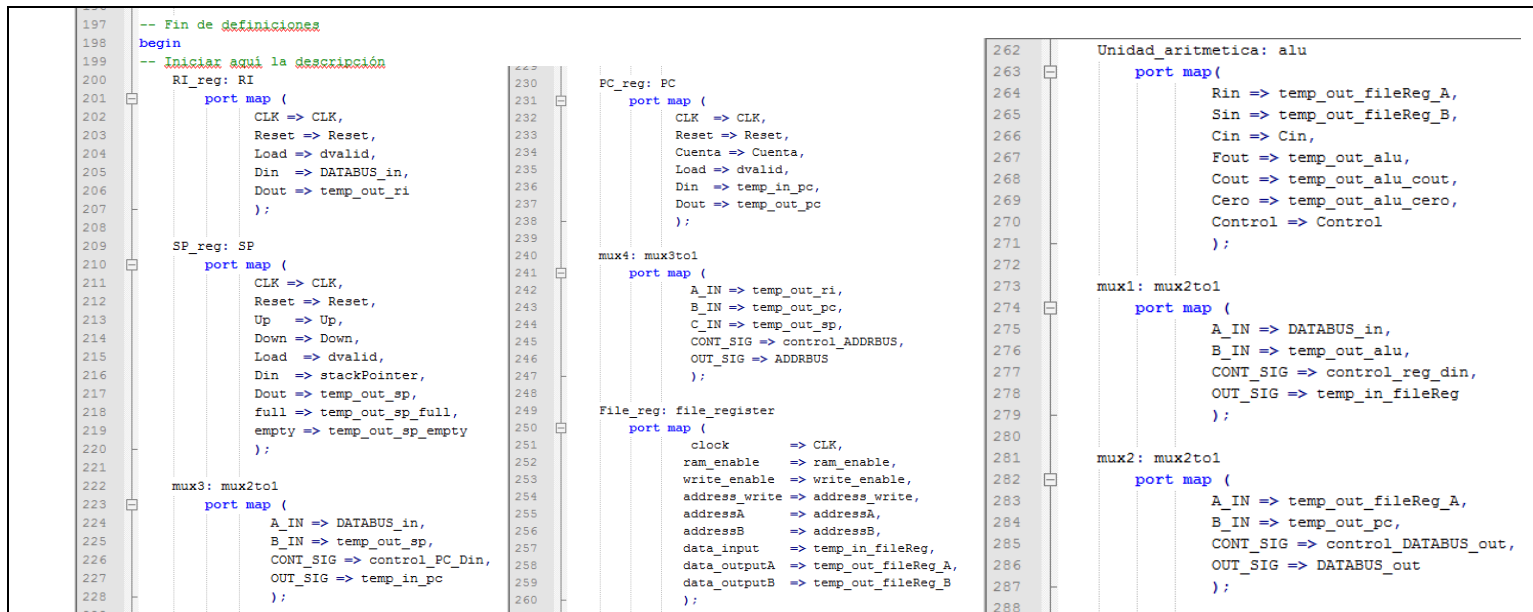 197 -- Fin de definiciones
198 begin
199 -- Iniciar aquí la descripción
200 RI_reg: RI
201 port map (
202 CLK => CLK,
203 Reset => Reset,
204 Load => dvalid,
205 Din => DATABUS_in,
206 Dout => temp_out_ri
207 );
208
209 SP_reg: SP
210 port map (
211 CLK => CLK,
212 Reset => Reset,
213 Up => Up,
214 Down => Down,
215 Load => dvalid,
216 Din => stackPointer,
217 Dout => temp_out_sp,
218 full => temp_out_sp_full,
219 empty => temp_out_sp_empty
220 );
221
222 mux3: mux2to1
223 port map (
224 A_IN => DATABUS_in,
225 B_IN => temp_out_sp,
226 CONT_SIG => control_PC_Din,
227 OUT_SIG => temp_in_pc
228 );
230 PC_reg: PC
231 port map (
232 CLK => CLK,
233 Reset => Reset,
234 Cuenta => Cuenta,
235 Load => dvalid,
236 Din => temp_in_pc,
237 Dout => temp_out_pc
238 );
239
240 mux4: mux3to1
241 port map (
242 A_IN => temp_out_ri,
243 B_IN => temp_out_pc,
244 C_IN => temp_out_sp,
245 CONT_SIG => control_ADDRBUS,
246 OUT_SIG => ADDRBUS
247 );
248
249 File_reg: file_register
250 port map (
251 clock => CLK,
252 ram_enable => ram_enable,
253 write_enable => write_enable,
254 address_write => address_write,
255 addressA => addressA,
256 addressB => addressB,
257 data_input => temp_in_fileReg,
258 data_outputA => temp_out_fileReg_A,
259 data_outputB => temp_out_fileReg_B
260 );
262 Unidad_aritmetica: alu
263 port map(
264 Rin => temp_out_fileReg_A,
265 Sin => temp_out_fileReg_B,
266 Cin => Cin,
267 Fout => temp_out_alu,
268 Cout => temp_out_alu_cout,
269 Cero => temp_out_alu_cero,
270 Control => Control
271 );
272
273 mux1: mux2to1
274 port map (
275 A_IN => DATABUS_in,
276 B_IN => temp_out_alu,
277 CONT_SIG => control_reg_din,
278 OUT_SIG => temp_in_fileReg
279 );
280
281 mux2: mux2to1
282 port map (
283 A_IN => temp_out_fileReg_A,
284 B_IN => temp_out_pc,
285 CONT_SIG => control_DATABUS_out,
286 OUT_SIG => DATABUS_out
287 );
288